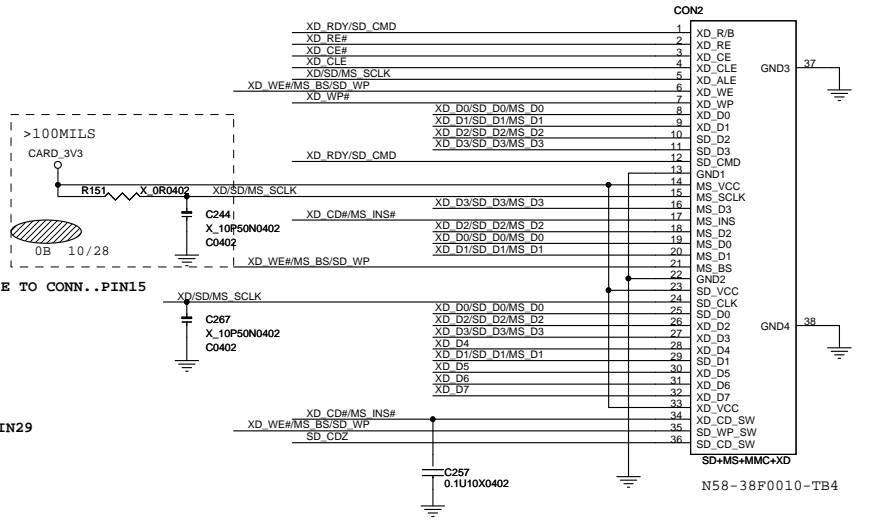 CON2
XD_RDY/SD_CMD 1 XD_R/B
XD_RE# 2 XD_RE
XD_CE# 3 XD_CE
XD_CLE 4 XD_CLE
XD/SD/MS_SCLK 5 XD_ALE
XD_WE#/MS_BS/SD_WP 6 XD_WE
XD_WP# 7 XD_WP
XD_D0/SD_D0/MS_D0 8 XD_D0
XD_D1/SD_D1/MS_D1 9 XD_D1
XD_D2/SD_D2/MS_D2 10 SD_D2
XD_D3/SD_D3/MS_D3 11 SD_D3
XD_RDY/SD_CMD 12 SD_CMD
13 GND1
14 MS_VCC
XD/SD/MS_SCLK 15 MS_SCLK
XD_D3/SD_D3/MS_D3 16 MS_D3
XD_CD#/MS_INS# 17 MS_INS
XD_D2/SD_D2/MS_D2 18 MS_D2
XD_D0/SD_D0/MS_D0 19 MS_D0
XD_D1/SD_D1/MS_D1 20 MS_D1
XD_WE#/MS_BS/SD_WP 21 MS_BS
22 GND2
23 SD_VCC
XD/SD/MS_SCLK 24 SD_CLK
XD_D0/SD_D0/MS_D0 25 SD_D0
XD_D2/SD_D2/MS_D2 26 XD_D2
XD_D3/SD_D3/MS_D3 27 XD_D3
XD_D4 28 XD_D4
XD_D1/SD_D1/MS_D1 29 SD_D1
XD_D5 30 XD_D5
XD_D6 31 XD_D6
XD_D7 32 XD_D7
33 XD_VCC
XD_CD#/MS_INS# 34 XD_CD_SW
XD_WE#/MS_BS/SD_WP 35 SD_WP_SW
SD_CDZ 36 SD_CD_SW
GND3 37
GND4 38
SD+MS+MMC+XD
N58-38F0010-TB4
>100MILS
CARD_3V3
R151 X_0R0402
C244
X_10P50N0402
C0402
0B 10/28
E TO CONN..PIN15
C267
X_10P50N0402
C0402
IN29
C257
0.1U10X0402